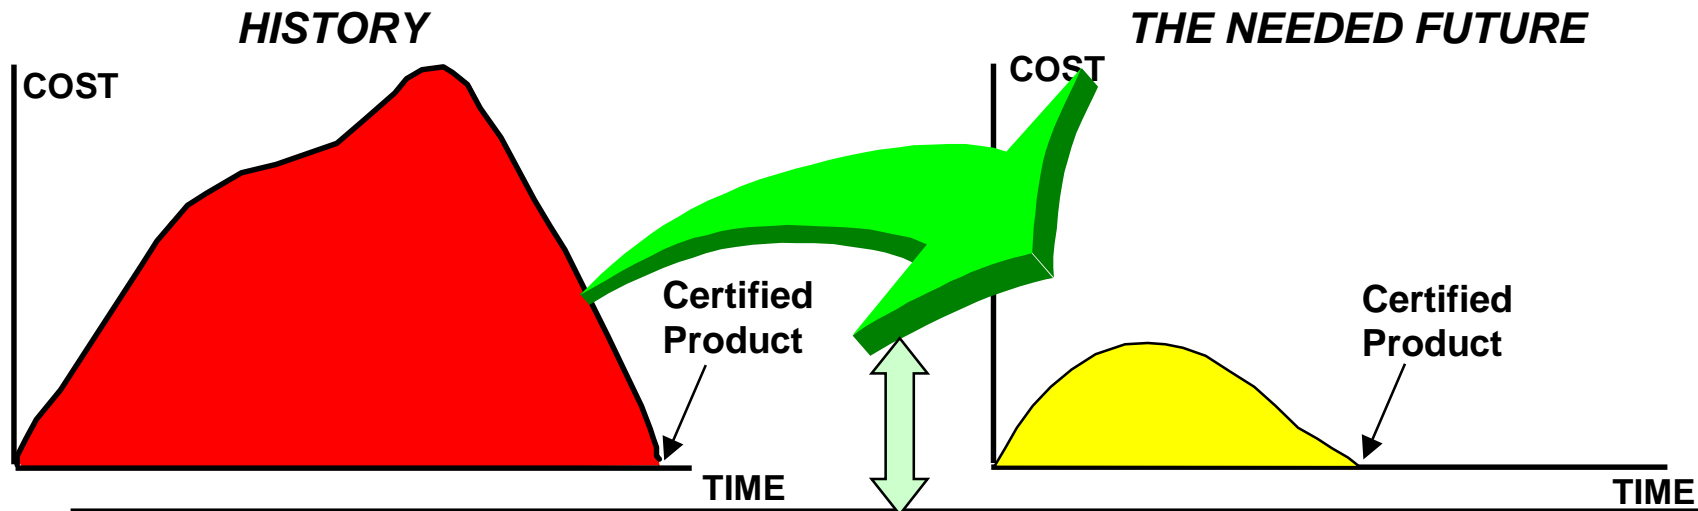 HISTORY
COST
Certified
Product
TIME
THE NEEDED FUTURE
COST
Certified
Product
TIME